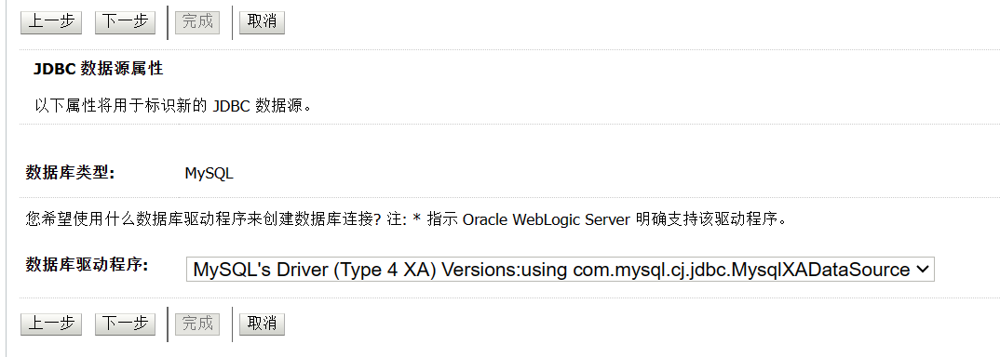 上一步 下一步 完成 取消
JDBC 数据源属性
以下属性将用于标识新的 JDBC 数据源。
数据库类型: MySQL
您希望使用什么数据库驱动程序来创建数据库连接? 注: * 指示 Oracle WebLogic Server 明确支持该驱动程序。
数据库驱动程序: MySQL's Driver (Type 4 XA) Versions:using com.mysql.cj.jdbc.MysqlXADataSource
上一步 下一步 完成 取消